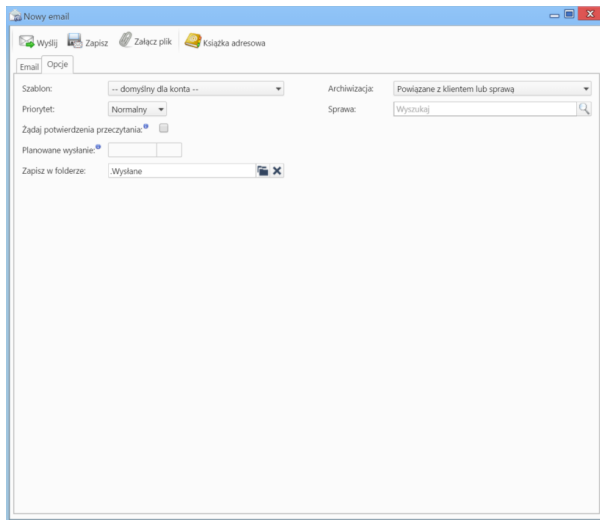 Nowy email
Wyślij Zapisz Załącz plik Książka adresowa
Email Opcje
Szablon: -- domyślny dla konta -- Archiwizacja: Powiązane z klientem lub sprawą
Priorytet: Normalny Sprawa: Wyszukaj
Żądaj potwierdzenia przeczytania:
Planowane wysłanie:
Zapisz w folderze: .Wysłane